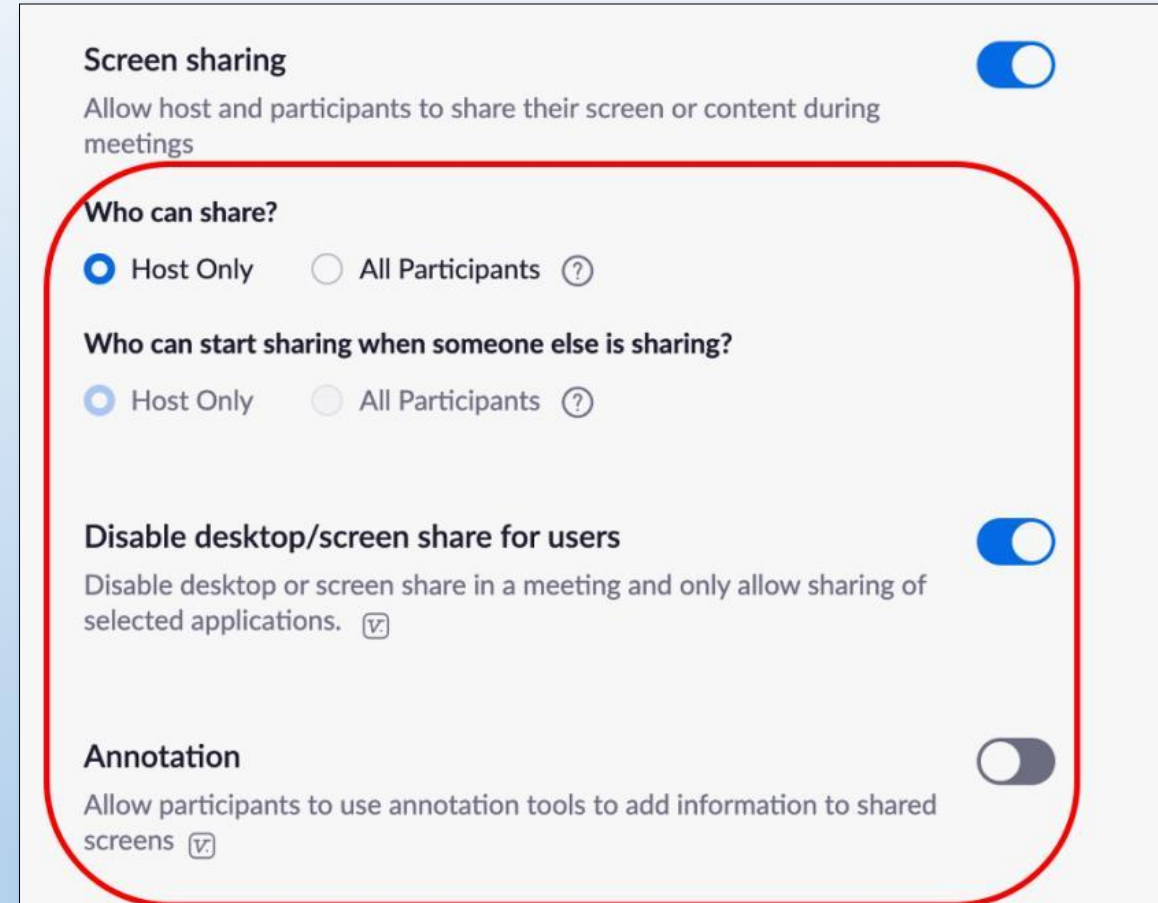 Screen sharing
Allow host and participants to share their screen or content during
meetings
Who can share?
Host Only All Participants ?
Who can start sharing when someone else is sharing?
Host Only All Participants ?
Disable desktop/screen share for users
Disable desktop or screen share in a meeting and only allow sharing of
selected applications. V.
Annotation
Allow participants to use annotation tools to add information to shared
screens V.